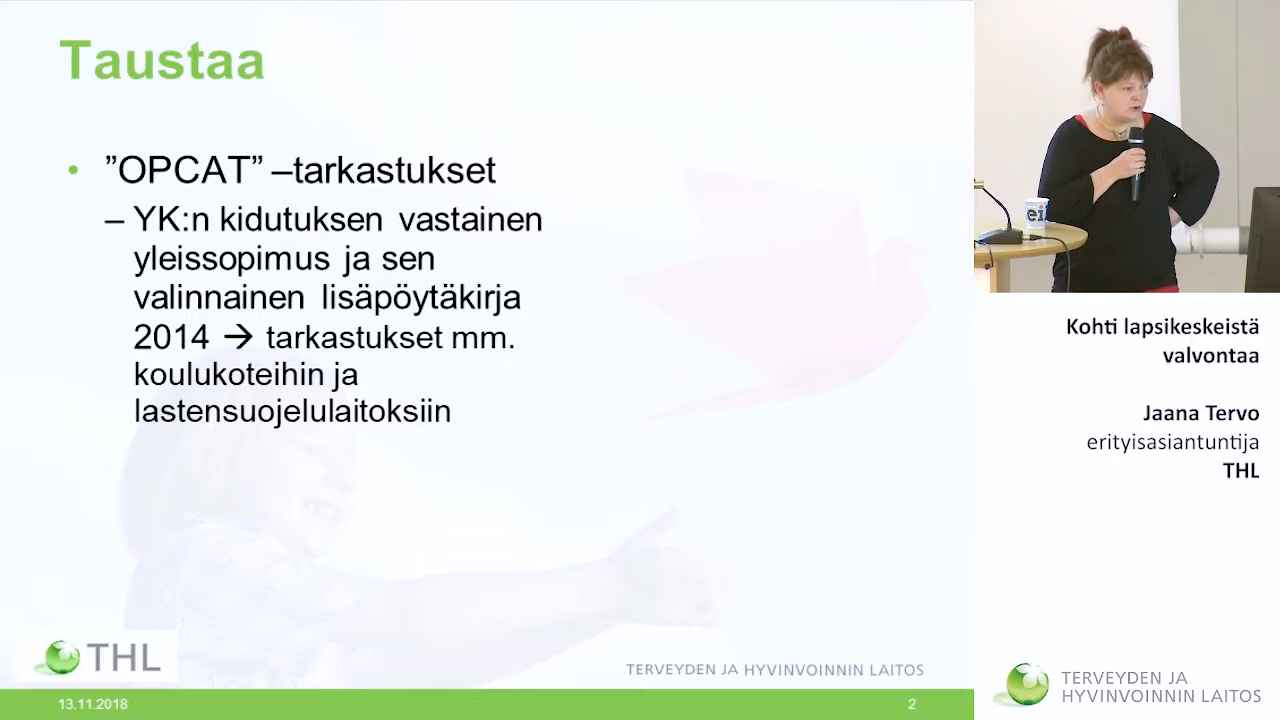 Taustaa
• ”OPCAT” –tarkastukset
– YK:n kidutuksen vastainen
yleissopimus ja sen
valinnainen lisäpöytäkirja
2014 → tarkastukset mm.
koulukoteihin ja
lastensuojelulaitoksiin
THL
TERVEYDEN JA HYVINVOINNIN LAITOS
13.11.2018
2
ei
Kohti lapsikeskeistä
valvontaa
Jaana Tervo
erityisasiantuntija
THL
TERVEYDEN JA
HYVINVOINNIN LAITOS